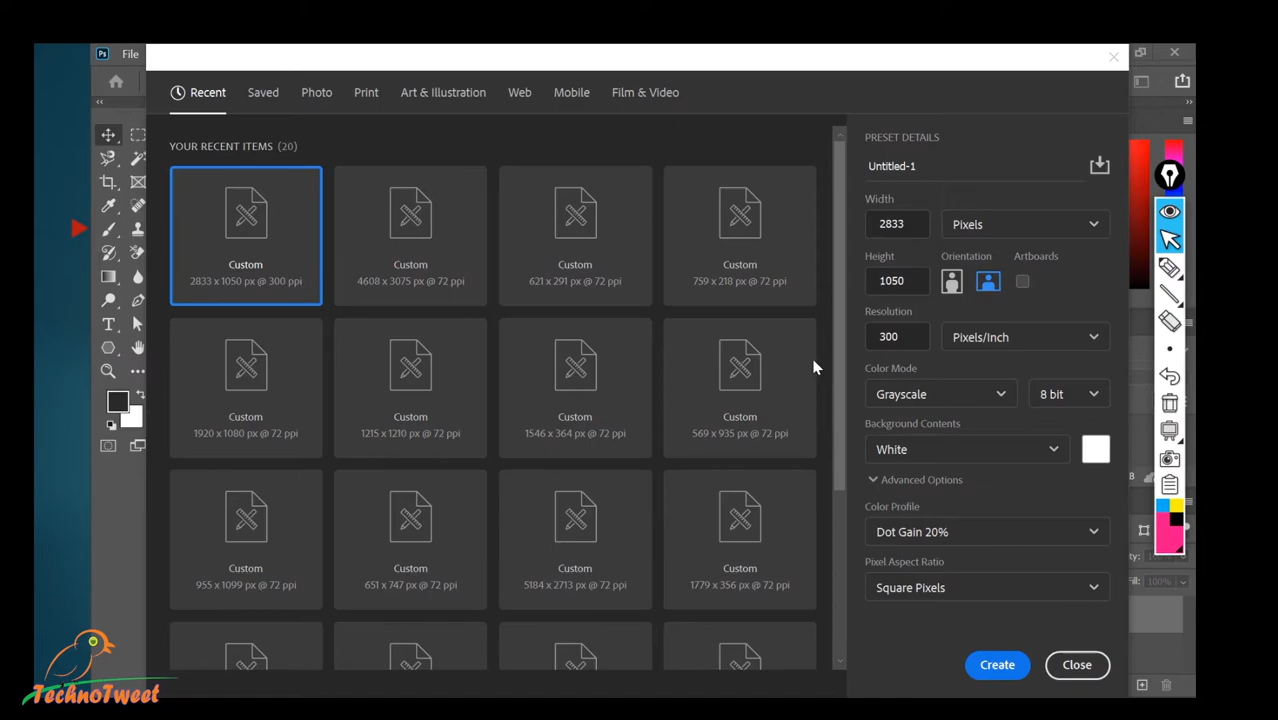 Ps File
Recent Saved Photo Print Art & Illustration Web Mobile Film & Video
YOUR RECENT ITEMS (20)
Custom
2833 x 1050 px @ 300 ppi
Custom
4608 x 3075 px @ 72 ppi
Custom
621 x 291 px @ 72 ppi
Custom
759 x 218 px @ 72 ppi
Custom
1920 x 1080 px @ 72 ppi
Custom
1215 x 1210 px @ 72 ppi
Custom
1546 x 364 px @ 72 ppi
Custom
569 x 935 px @ 72 ppi
Custom
955 x 1099 px @ 72 ppi
Custom
651 x 747 px @ 72 ppi
Custom
5184 x 2713 px @ 72 ppi
Custom
1779 x 356 px @ 72 ppi
PRESET DETAILS
Untitled-1
Width
2833 Pixels
Height Orientation Artboards
1050
Resolution
300 Pixels/Inch
Color Mode
Grayscale 8 bit
Background Contents
White
Advanced Options
Color Profile
Dot Gain 20%
Pixel Aspect Ratio
Square Pixels
Create Close
100%
100%
TechnoTweet